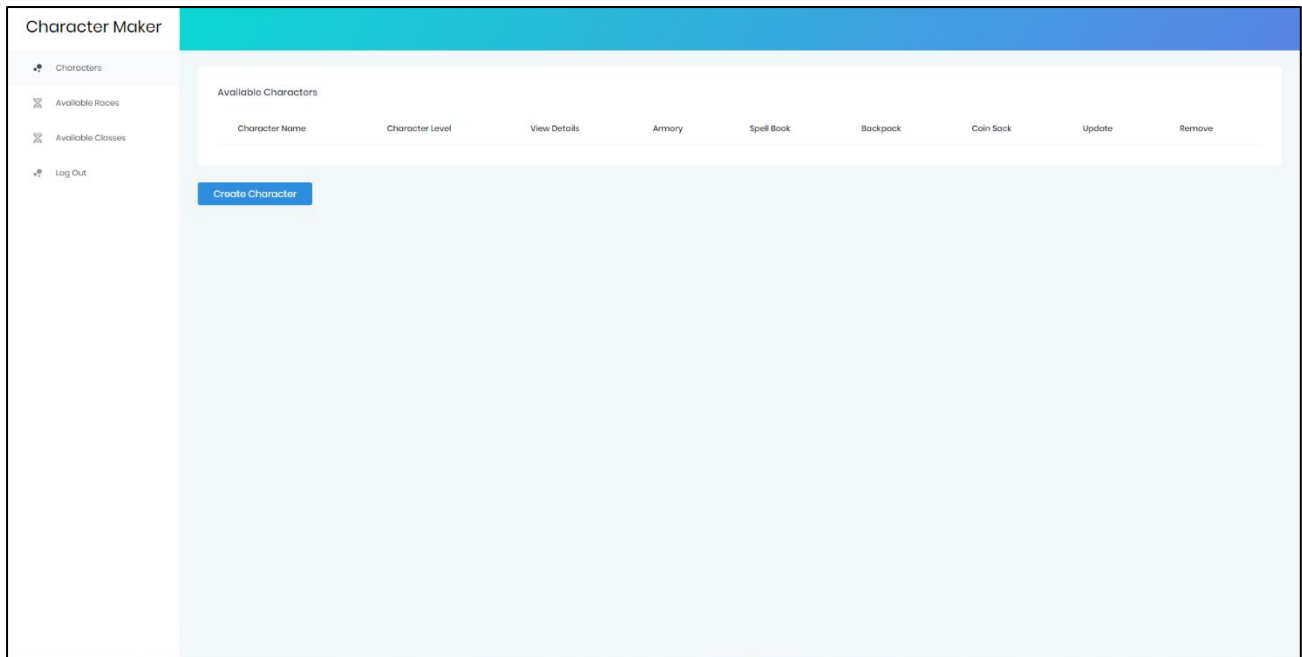 Character Maker
Characters
Available Races
Available Classes
Log Out
Available Characters
Character Name Character Level View Details Armory Spell Book Backpack Coin Sack Update Remove
Create Character